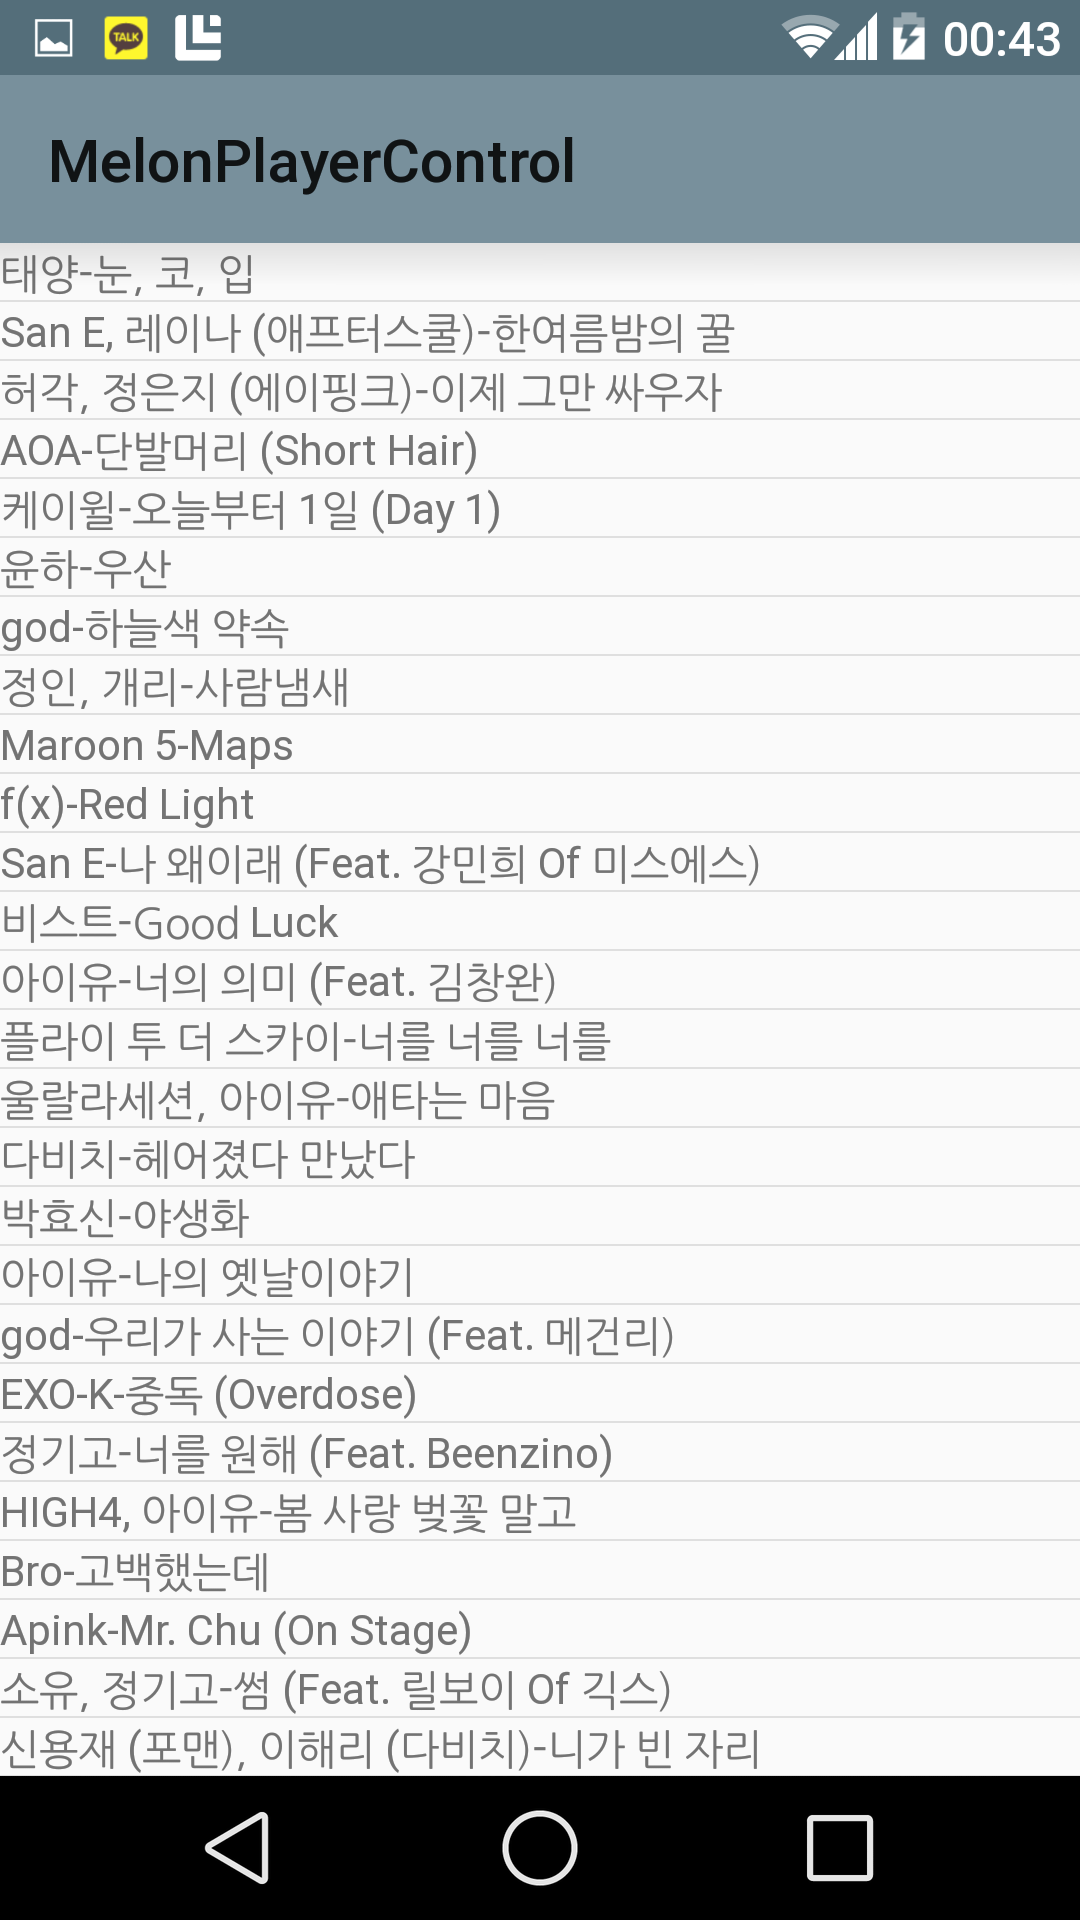 TALK
00:43
MelonPlayerControl
태양-눈, 코, 입
San E, 레이나 (애프터스쿨)-한여름밤의 꿀
허각, 정은지 (에이핑크)-이제 그만 싸우자
AOA-단발머리 (Short Hair)
케이윌-오늘부터 1일 (Day 1)
윤하-우산
god-하늘색 약속
정인, 개리-사람냄새
Maroon 5-Maps
f(x)-Red Light
San E-나 왜이래 (Feat. 강민희 Of 미스에스)
비스트-Good Luck
아이유-너의 의미 (Feat. 김창완)
플라이 투 더 스카이-너를 너를 너를
울랄라세션, 아이유-애타는 마음
다비치-헤어졌다 만났다
박효신-야생화
아이유-나의 옛날이야기
god-우리가 사는 이야기 (Feat. 메건리)
EXO-K-중독 (Overdose)
정기고-너를 원해 (Feat. Beenzino)
HIGH4, 아이유-봄 사랑 벚꽃 말고
Bro-고백했는데
Apink-Mr. Chu (On Stage)
소유, 정기고-썸 (Feat. 릴보이 Of 긱스)
신용재 (포맨), 이해리 (다비치)-니가 빈 자리